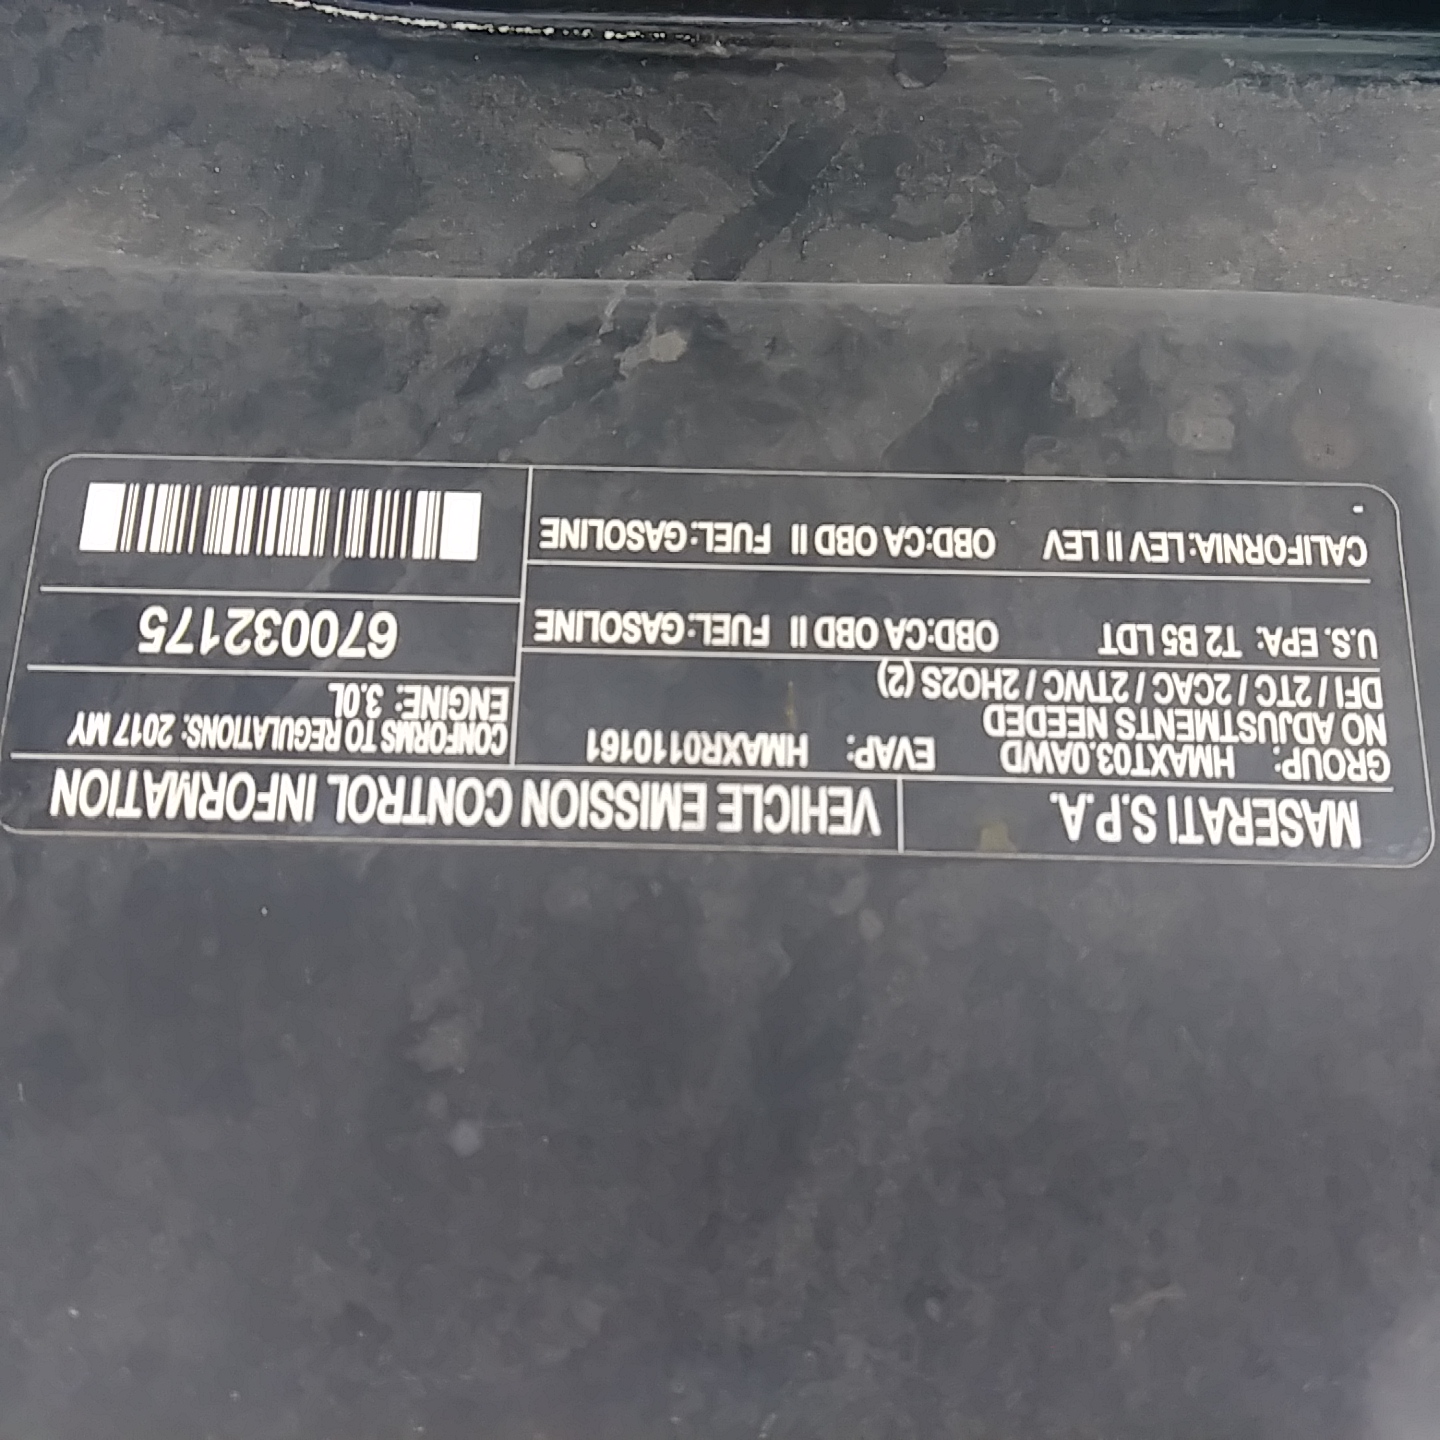 MASERATI S.P.A. VEHICLE EMISSION CONTROL INFORMATION
GROUP: HMAXT03.0AWD EVAP: HMAXR0110161
NO ADJUSTMENTS NEEDED
DFI / 2TC / 2CAC / 2TWC / 2HO2S (2)
CONFORMS TO REGULATIONS: 2017 MY
ENGINE: 3.0L
U.S. EPA: T2 B5 LDT OBD:CA OBD II FUEL:GASOLINE
670032175
CALIFORNIA:LEV II LEV OBD:CA OBD II FUEL:GASOLINE